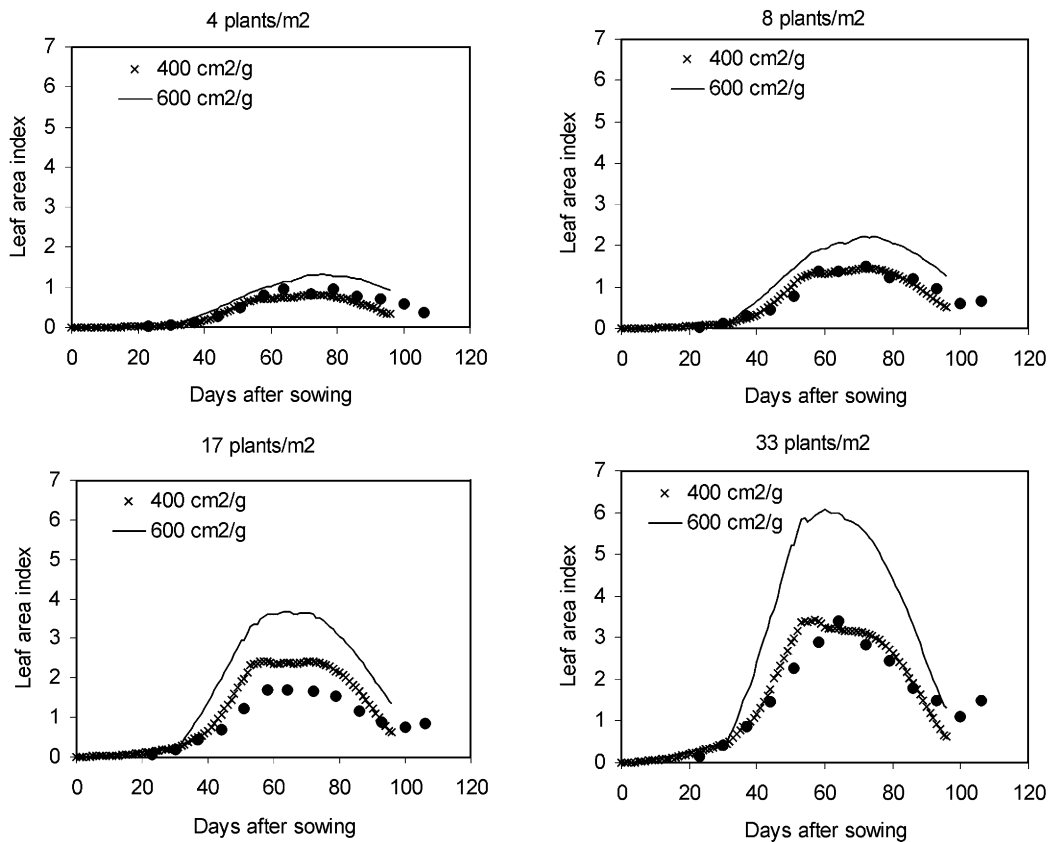 4 plants/m2
7
6
5
4
3
2
1
0
400 cm2/g
600 cm2/g
Leaf area index
0 20 40 60 80 100 120
Days after sowing
8 plants/m2
7
6
5
4
3
2
1
0
400 cm2/g
600 cm2/g
Leaf area index
0 20 40 60 80 100 120
Days after sowing
17 plants/m2
7
6
5
4
3
2
1
0
400 cm2/g
600 cm2/g
Leaf area index
0 20 40 60 80 100 120
Days after sowing
33 plants/m2
7
6
5
4
3
2
1
0
400 cm2/g
600 cm2/g
Leaf area index
0 20 40 60 80 100 120
Days after sowing